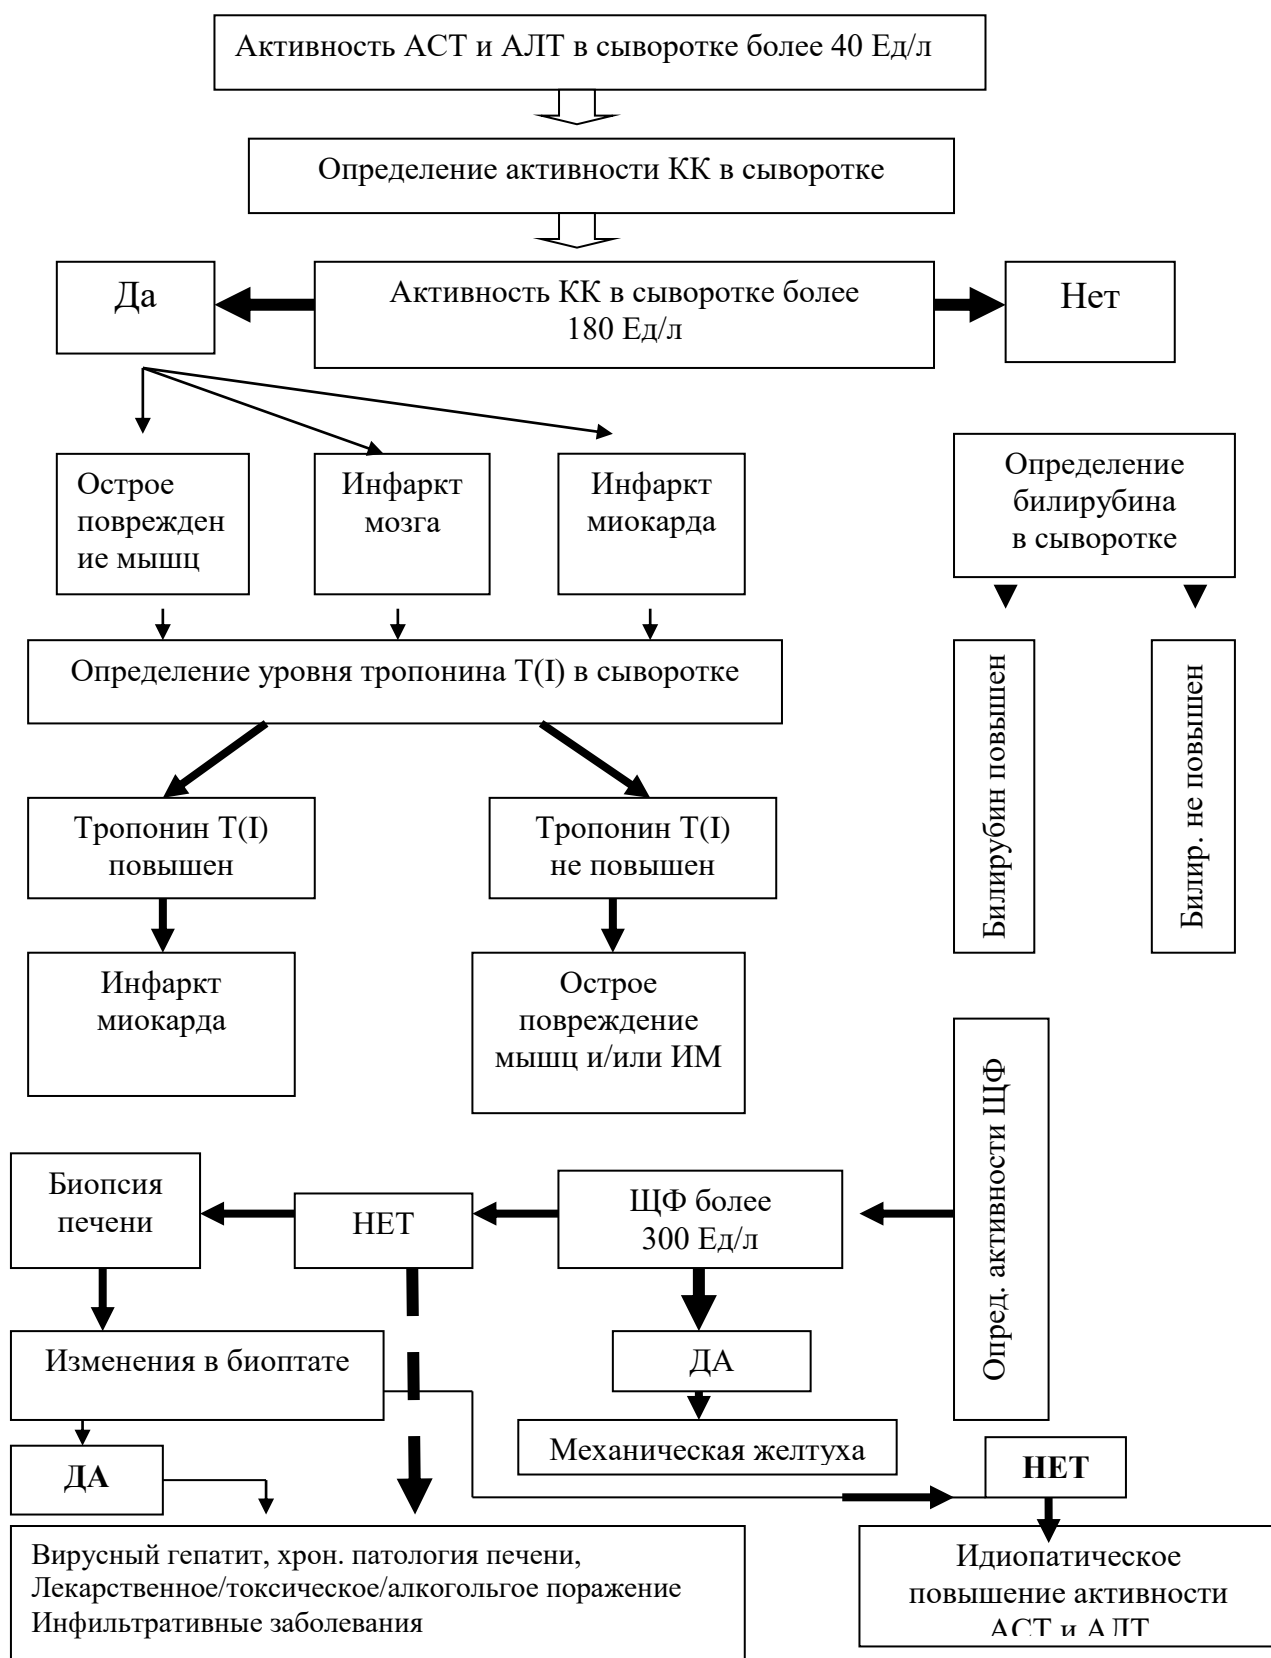 Активность АСТ и АЛТ в сыворотке более 40 Ед/л
Определение активности КК в сыворотке
Да
Активность КК в сыворотке более
180 Ед/л
Нет
Острое
поврежден
ие мышц
Инфаркт
мозга
Инфаркт
миокарда
Определение
билирубина
в сыворотке
Определение уровня тропонина Т(I) в сыворотке
Билирубин повышен
Билир. не повышен
Тропонин Т(I)
повышен
Тропонин Т(I)
не повышен
Инфаркт
миокарда
Острое
повреждение
мышц и/или ИМ
Опред. активности ЩФ
Биопсия
печени
НЕТ
ЩФ более
300 Ед/л
Изменения в биоптате
ДА
Механическая желтуха
ДА
НЕТ
Вирусный гепатит, хрон. патология печени,
Лекарственное/токсическое/алкогольгое поражение
Инфильтративные заболевания
Идиопатическое
повышение активности
АСТ и АЛТ